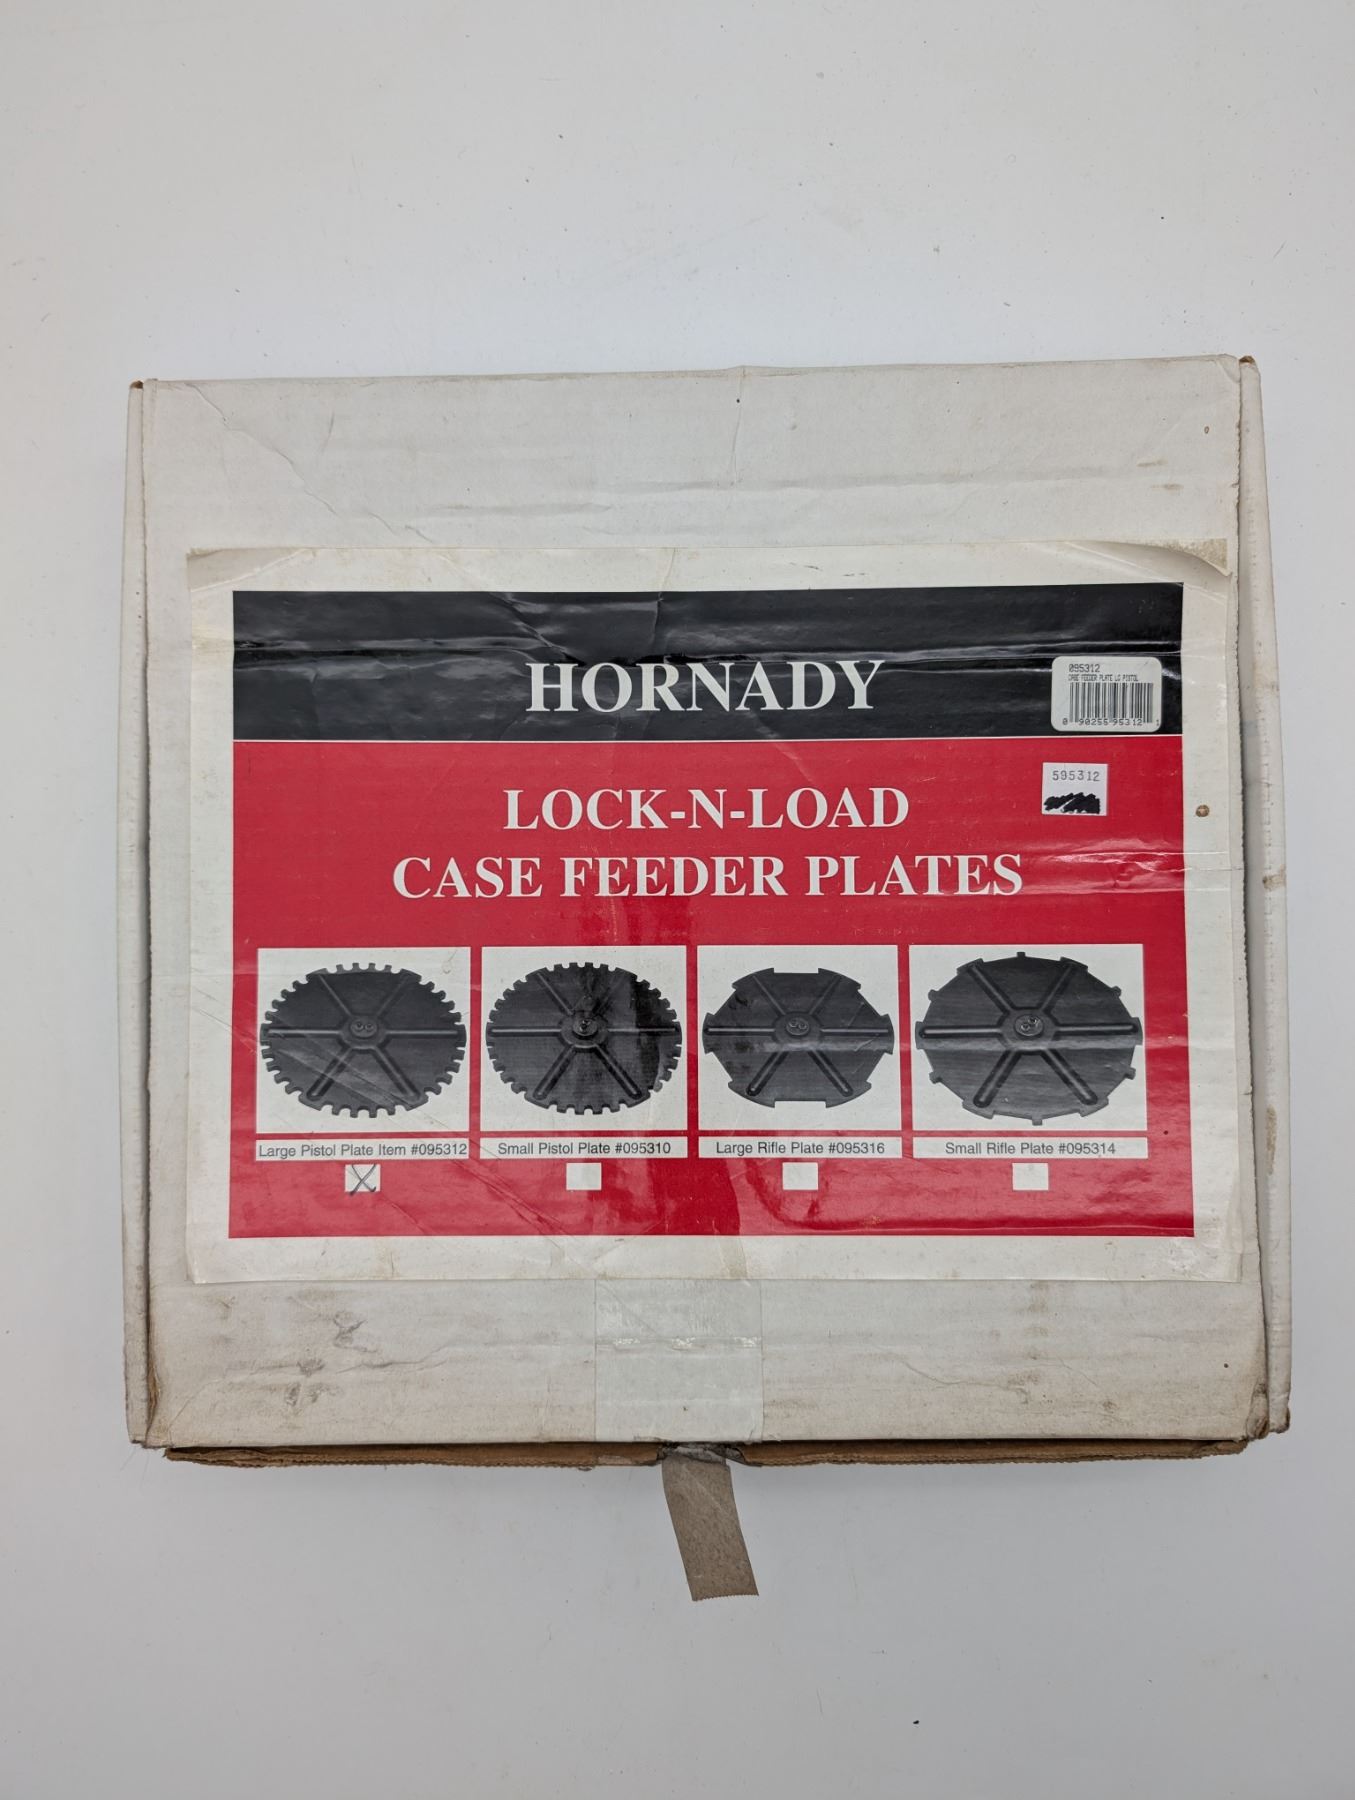 HORNADY
095312
CASE FEEDER PLATE LG PISTOL
0 90255 95312 1
595312
LOCK-N-LOAD
CASE FEEDER PLATES
Large Pistol Plate Item #095312
Small Pistol Plate #095310
Large Rifle Plate #095316
Small Rifle Plate #095314
X